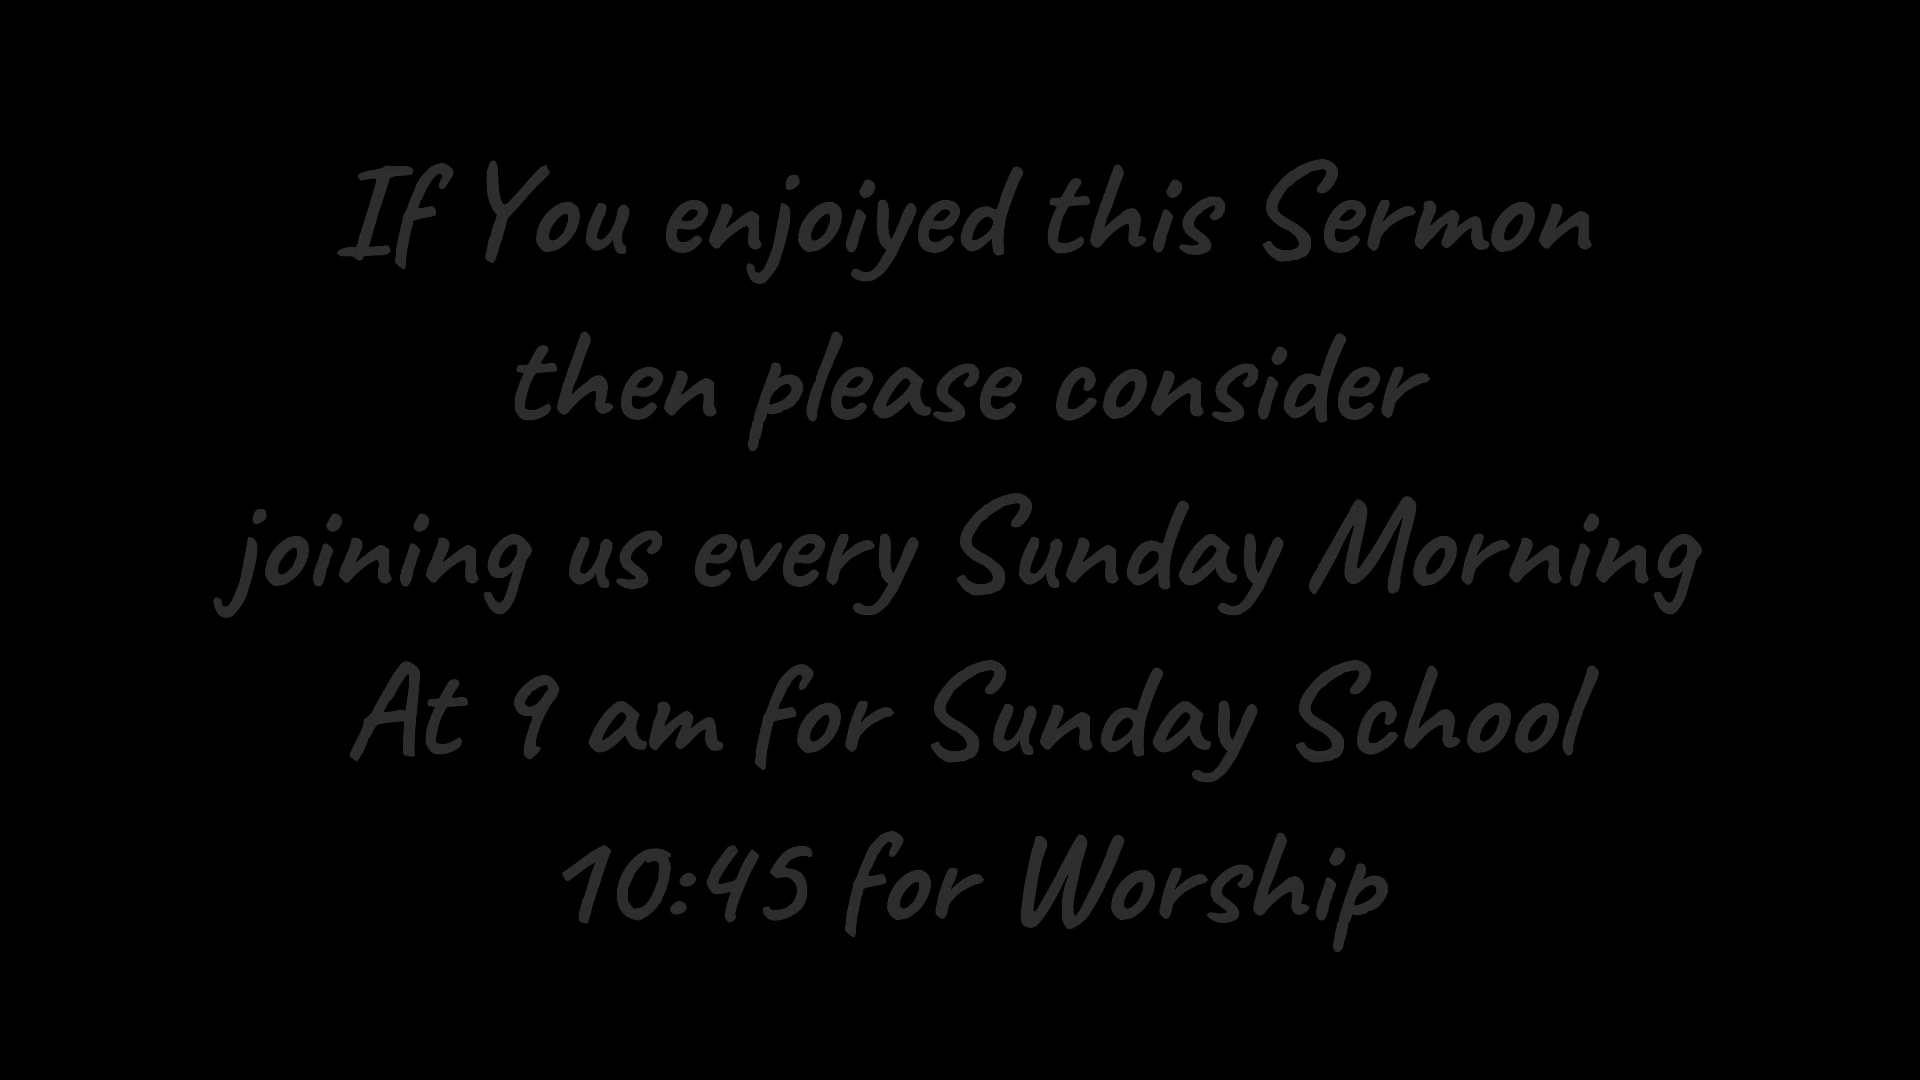 If You enjoiyed this Sermon
then please consider
joining us every Sunday Morning
At 9 am for Sunday School
10:45 for Worship